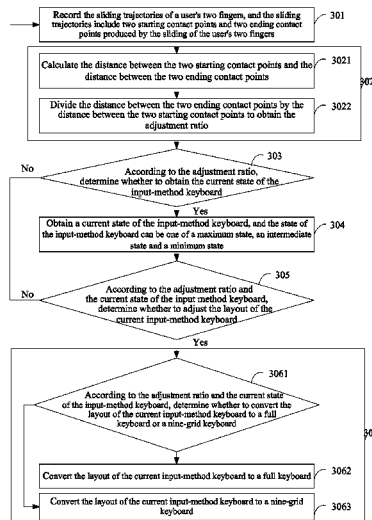 Record the sliding trajectories of a user's two fingers, and the sliding
trajectories include two starting contact points and two ending contact
points produced by the sliding of the user's two fingers
301
Calculate the distance between the two starting contact points and the
distance between the two ending contact points
3021
302
Divide the distance between the two ending contact points by the
distance between the two starting contact points to obtain the
adjustment ratio
3022
303
No
According to the adjustment ratio,
determine whether to obtain the current state of the
input-method keyboard
Yes
Obtain a current state of the input-method keyboard, and the state of
the input-method keyboard can be one of a maximum state, an intermediate
state and a minimum state
304
305
No
According to the adjustment ratio and
the current state of the input method keyboard,
determine whether to adjust the layout of the
current input-method keyboard
Yes
3061
According to the adjustment ratio and the current state
of the input-method keyboard, determine whether to convert the
layout of the current input-method keyboard to a full
keyboard or a nine-grid keyboard
Convert the layout of the current input-method keyboard to a full keyboard
3062
Convert the layout of the current input-method keyboard to a nine-grid
keyboard
3063